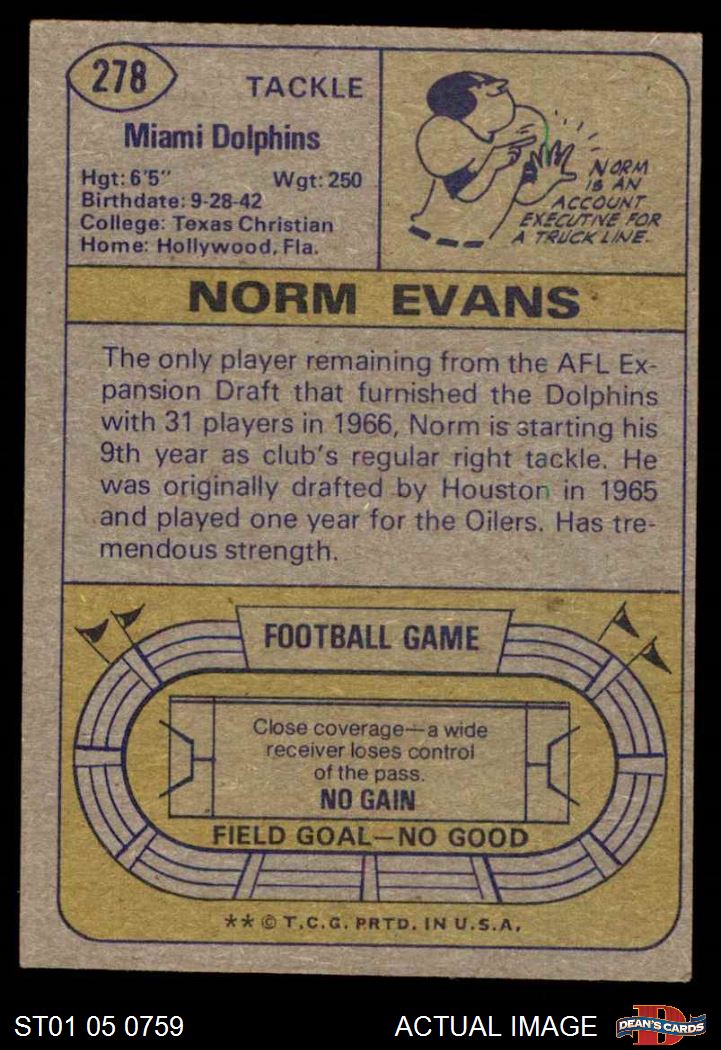 278
TACKLE
Miami Dolphins
Hgt: 6'5" Wgt: 250
Birthdate: 9-28-42
College: Texas Christian
Home: Hollywood, Fla.
NORM
IS AN
ACCOUNT
EXECUTIVE FOR
A TRUCK LINE.
NORM EVANS
The only player remaining from the AFL Ex-
pansion Draft that furnished the Dolphins
with 31 players in 1966, Norm is starting his
9th year as club's regular right tackle. He
was originally drafted by Houston in 1965
and played one year for the Oilers. Has tre-
mendous strength.
FOOTBALL GAME
Close coverage—a wide
receiver loses control
of the pass.
NO GAIN
FIELD GOAL—NO GOOD
** © T.C.G. PRTD. IN U.S.A.
ST01 05 0759
ACTUAL IMAGE
D
DEAN'S CARDS